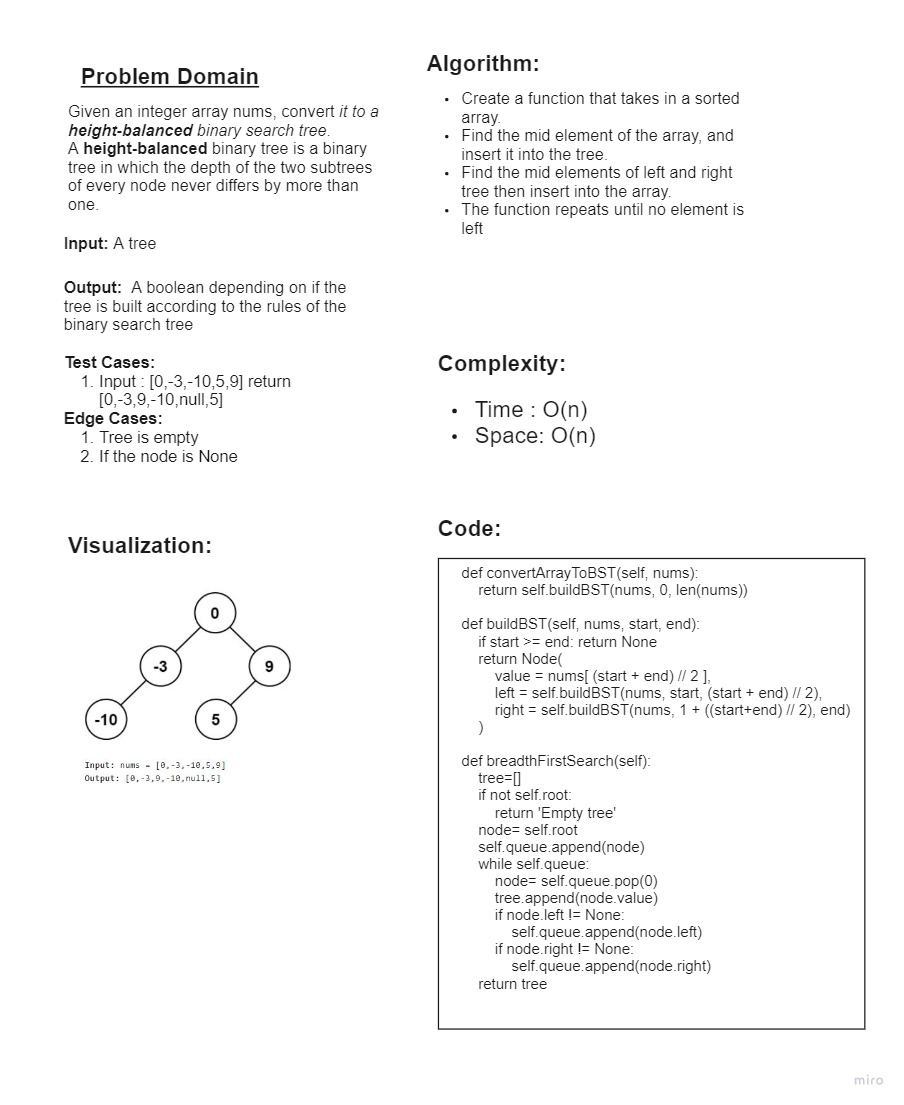 Problem Domain
Given an integer array nums, convert it to a
height-balanced binary search tree.
A height-balanced binary tree is a binary
tree in which the depth of the two subtrees
of every node never differs by more than
one.
Input: A tree
Output: A boolean depending on if the
tree is built according to the rules of the
binary search tree
Test Cases:
1. Input : [0,-3,-10,5,9] return
[0,-3,9,-10,null,5]
Edge Cases:
1. Tree is empty
2. If the node is None
Visualization:
0
-3
9
-10
5
Input: nums = [0,-3,-10,5,9]
Output: [0,-3,9,-10,null,5]
Algorithm:
• Create a function that takes in a sorted
array.
• Find the mid element of the array, and
insert it into the tree.
• Find the mid elements of left and right
tree then insert into the array.
• The function repeats until no element is
left
Complexity:
• Time : O(n)
• Space: O(n)
Code:
def convertArrayToBST(self, nums):
return self.buildBST(nums, 0, len(nums))
def buildBST(self, nums, start, end):
if start >= end: return None
return Node(
value = nums[ (start + end) // 2 ],
left = self.buildBST(nums, start, (start + end) // 2),
right = self.buildBST(nums, 1 + ((start+end) // 2), end)
)
def breadthFirstSearch(self):
tree=[]
if not self.root:
return 'Empty tree'
node= self.root
self.queue.append(node)
while self.queue:
node= self.queue.pop(0)
tree.append(node.value)
if node.left != None:
self.queue.append(node.left)
if node.right != None:
self.queue.append(node.right)
return tree
miro